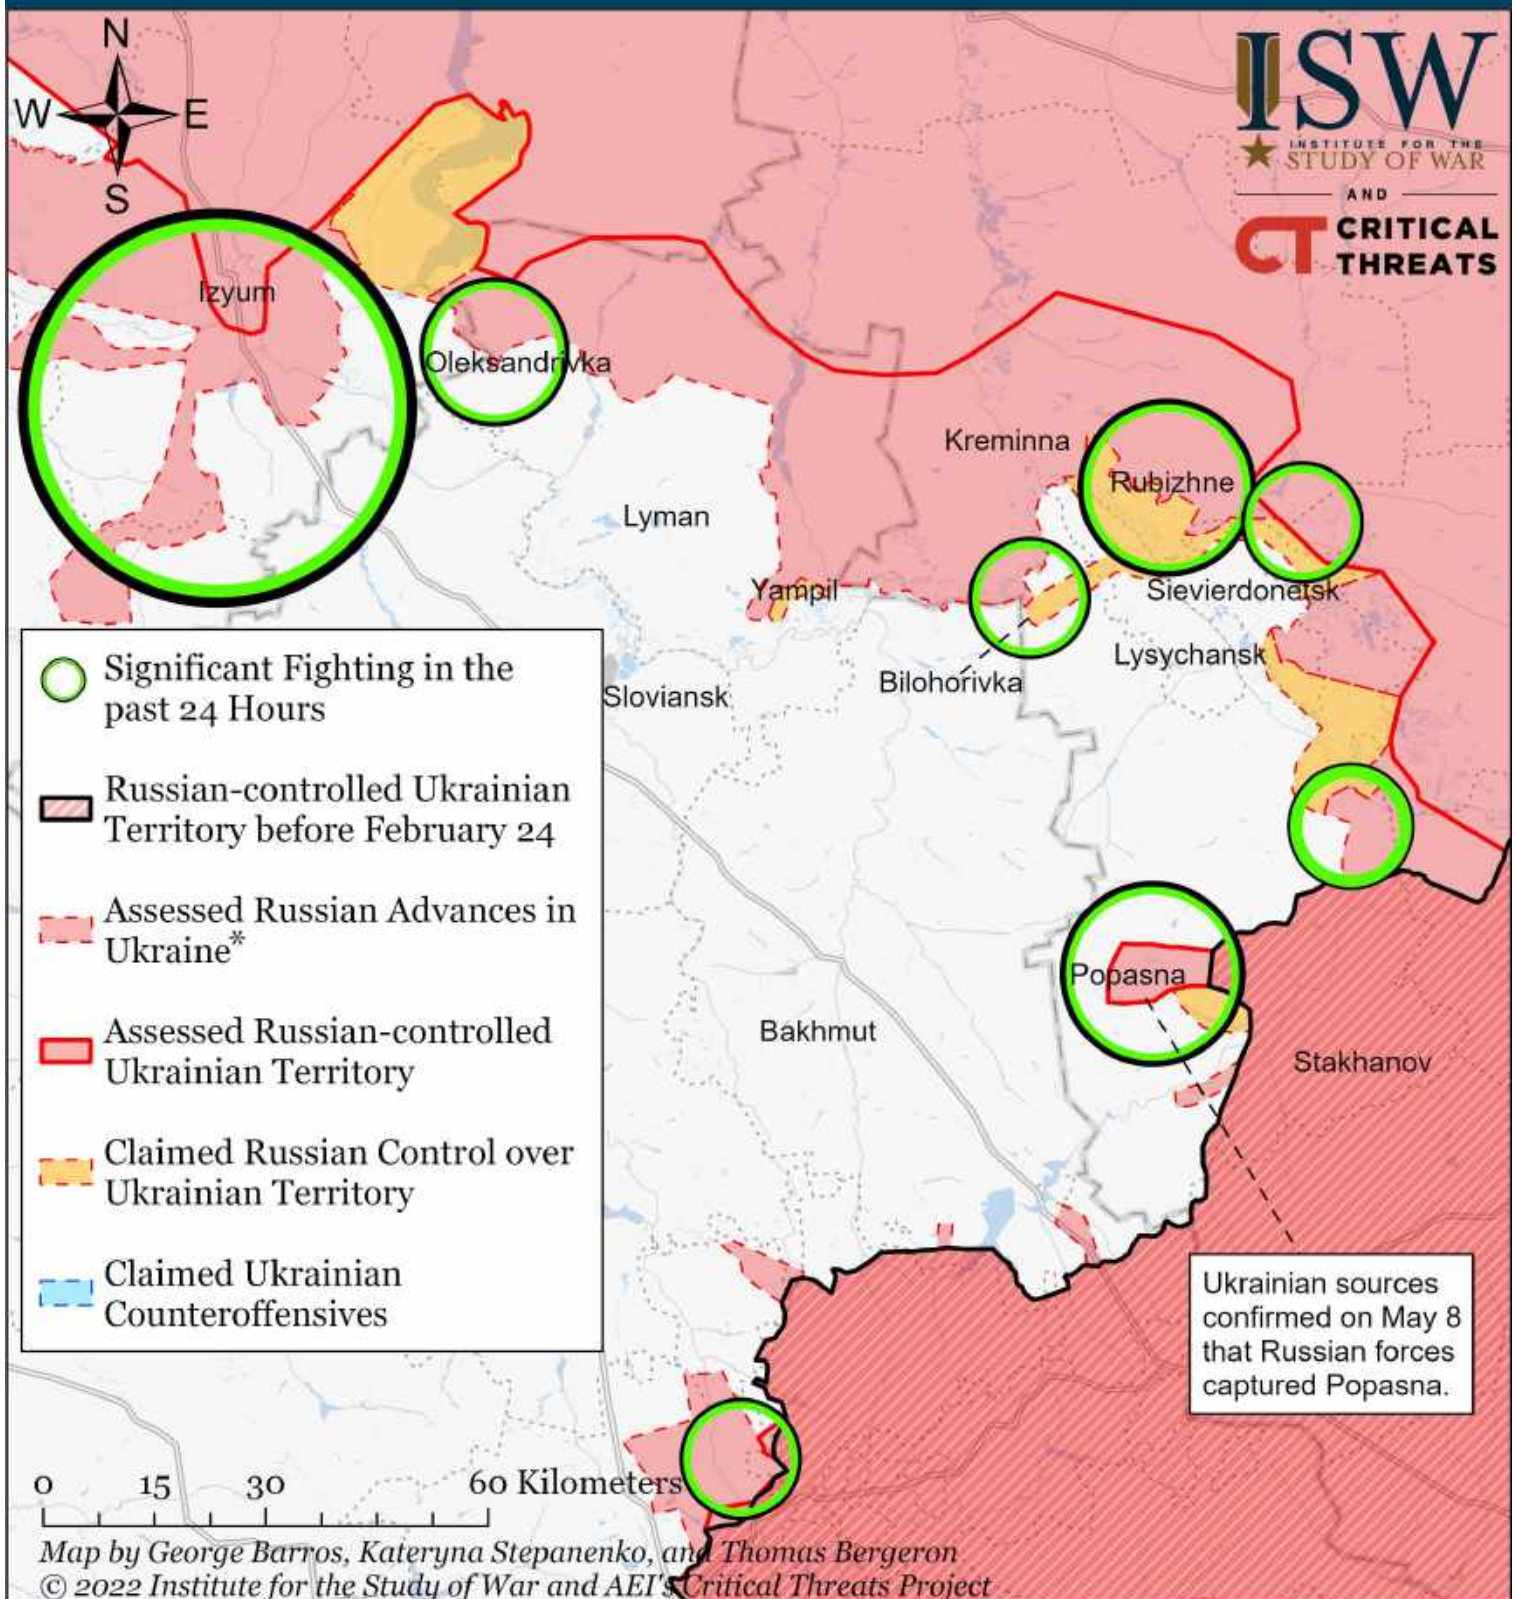 N
W
E
S
ISW
INSTITUTE FOR THE
STUDY OF WAR
AND
CT CRITICAL
THREATS
Izyum
Oleksandrivka
Kreminna
Rubizhne
Lyman
Yampil
Sievierdonetsk
Lysychansk
Bilohorivka
Sloviansk
Popasna
Bakhmut
Stakhanov
Significant Fighting in the
past 24 Hours
Russian-controlled Ukrainian
Territory before February 24
Assessed Russian Advances in
Ukraine*
Assessed Russian-controlled
Ukrainian Territory
Claimed Russian Control over
Ukrainian Territory
Claimed Ukrainian
Counteroffensives
Ukrainian sources
confirmed on May 8
that Russian forces
captured Popasna.
0 15 30 60 Kilometers
Map by George Barros, Kateryna Stepanenko, and Thomas Bergeron
© 2022 Institute for the Study of War and AEI's Critical Threats Project